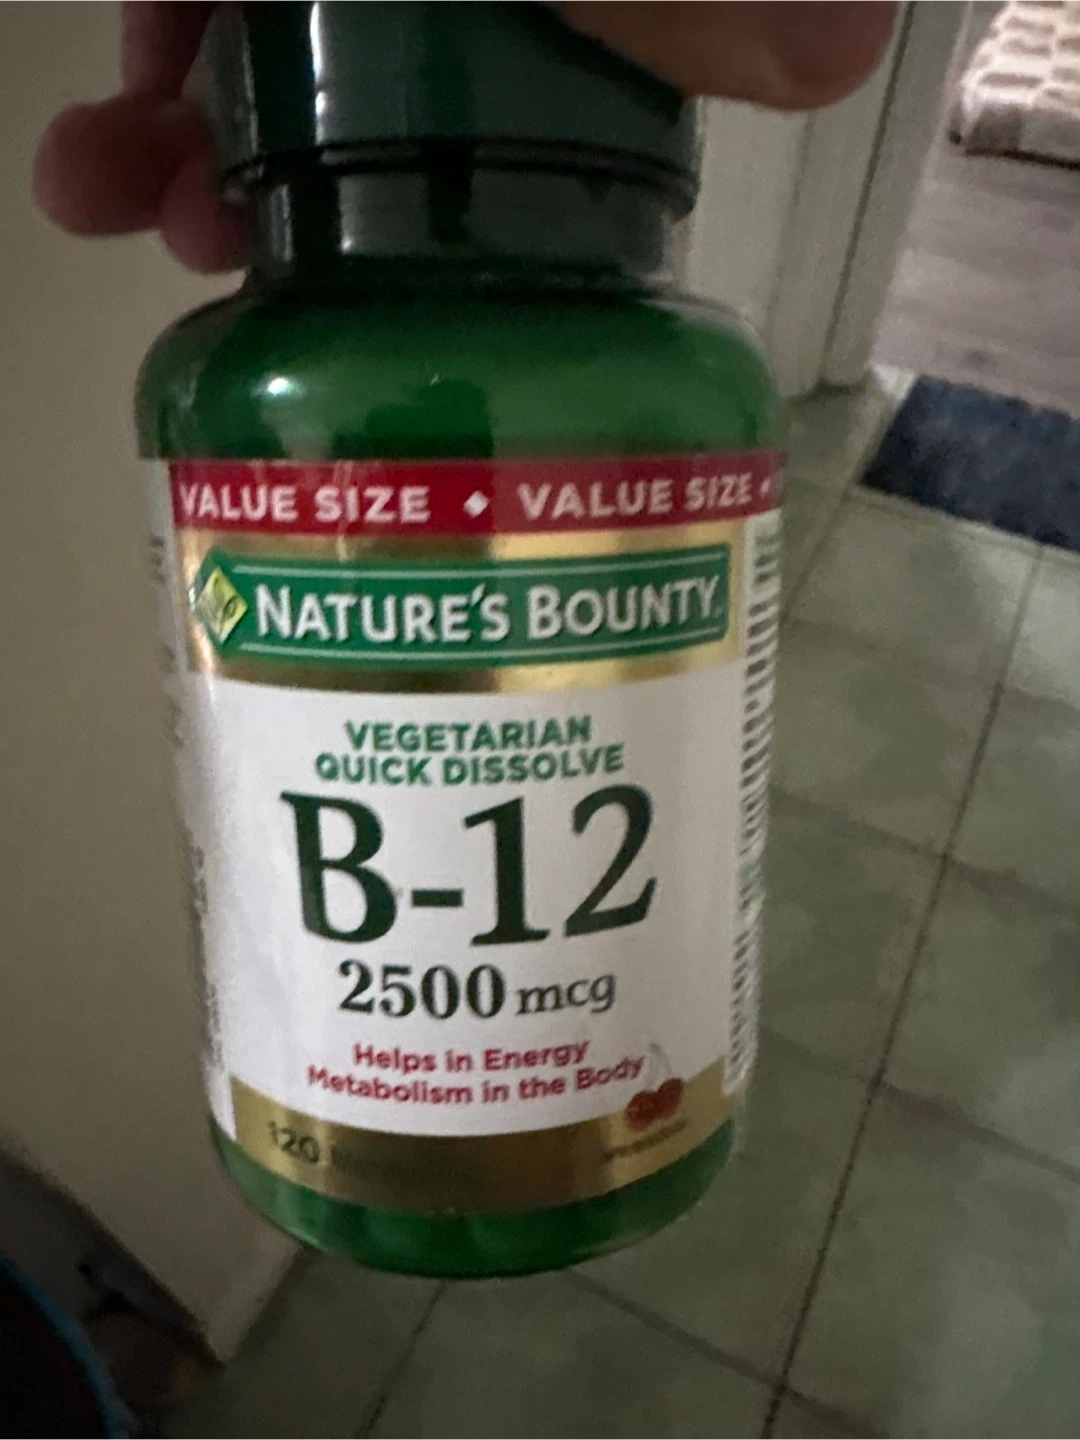 VALUE SIZE ◆ VALUE SIZE
NATURE'S BOUNTY
VEGETARIAN
QUICK DISSOLVE
B-12
2500 mcg
Helps in Energy
Metabolism in the Body
120